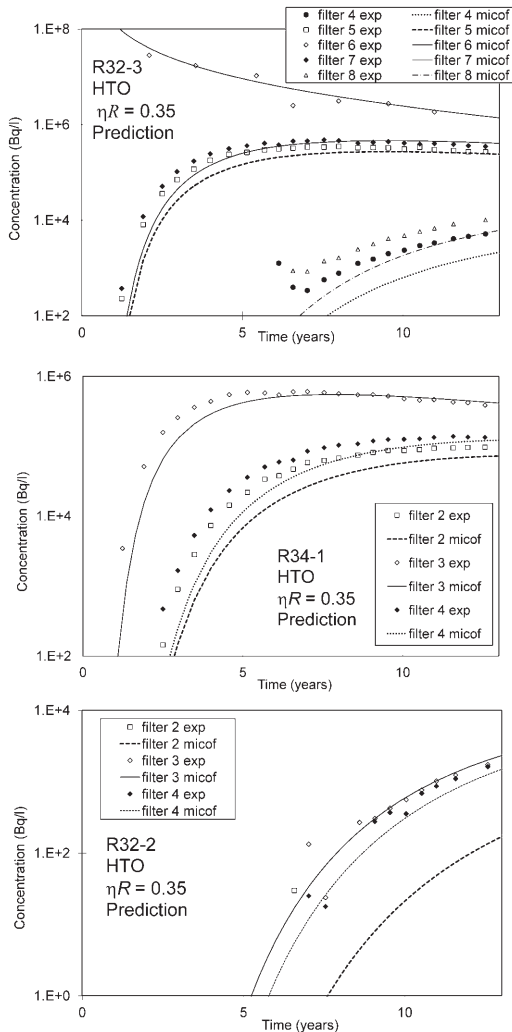 1.E+8
filter 4 exp
filter 4 micof
filter 5 exp
filter 5 micof
filter 6 exp
filter 6 micof
filter 7 exp
filter 7 micof
filter 8 exp
filter 8 micof
R32-3
HTO
ηR = 0.35
Prediction
1.E+6
1.E+4
1.E+2
Concentration (Bq/l)
0
5
10
Time (years)
1.E+6
1.E+4
1.E+2
Concentration (Bq/l)
R34-1
HTO
ηR = 0.35
Prediction
filter 2 exp
filter 2 micof
filter 3 exp
filter 3 micof
filter 4 exp
filter 4 micof
0
5
10
Time (years)
1.E+4
1.E+2
1.E+0
Concentration (Bq/l)
filter 2 exp
filter 2 micof
filter 3 exp
filter 3 micof
filter 4 exp
filter 4 micof
R32-2
HTO
ηR = 0.35
Prediction
0
5
10
Time (years)